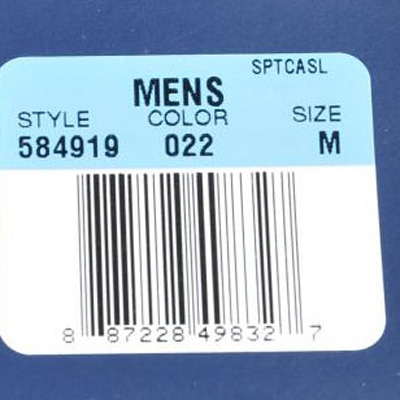 SPTCASL
MENS
STYLE COLOR SIZE
584919 022 M
8 87228 49832 7